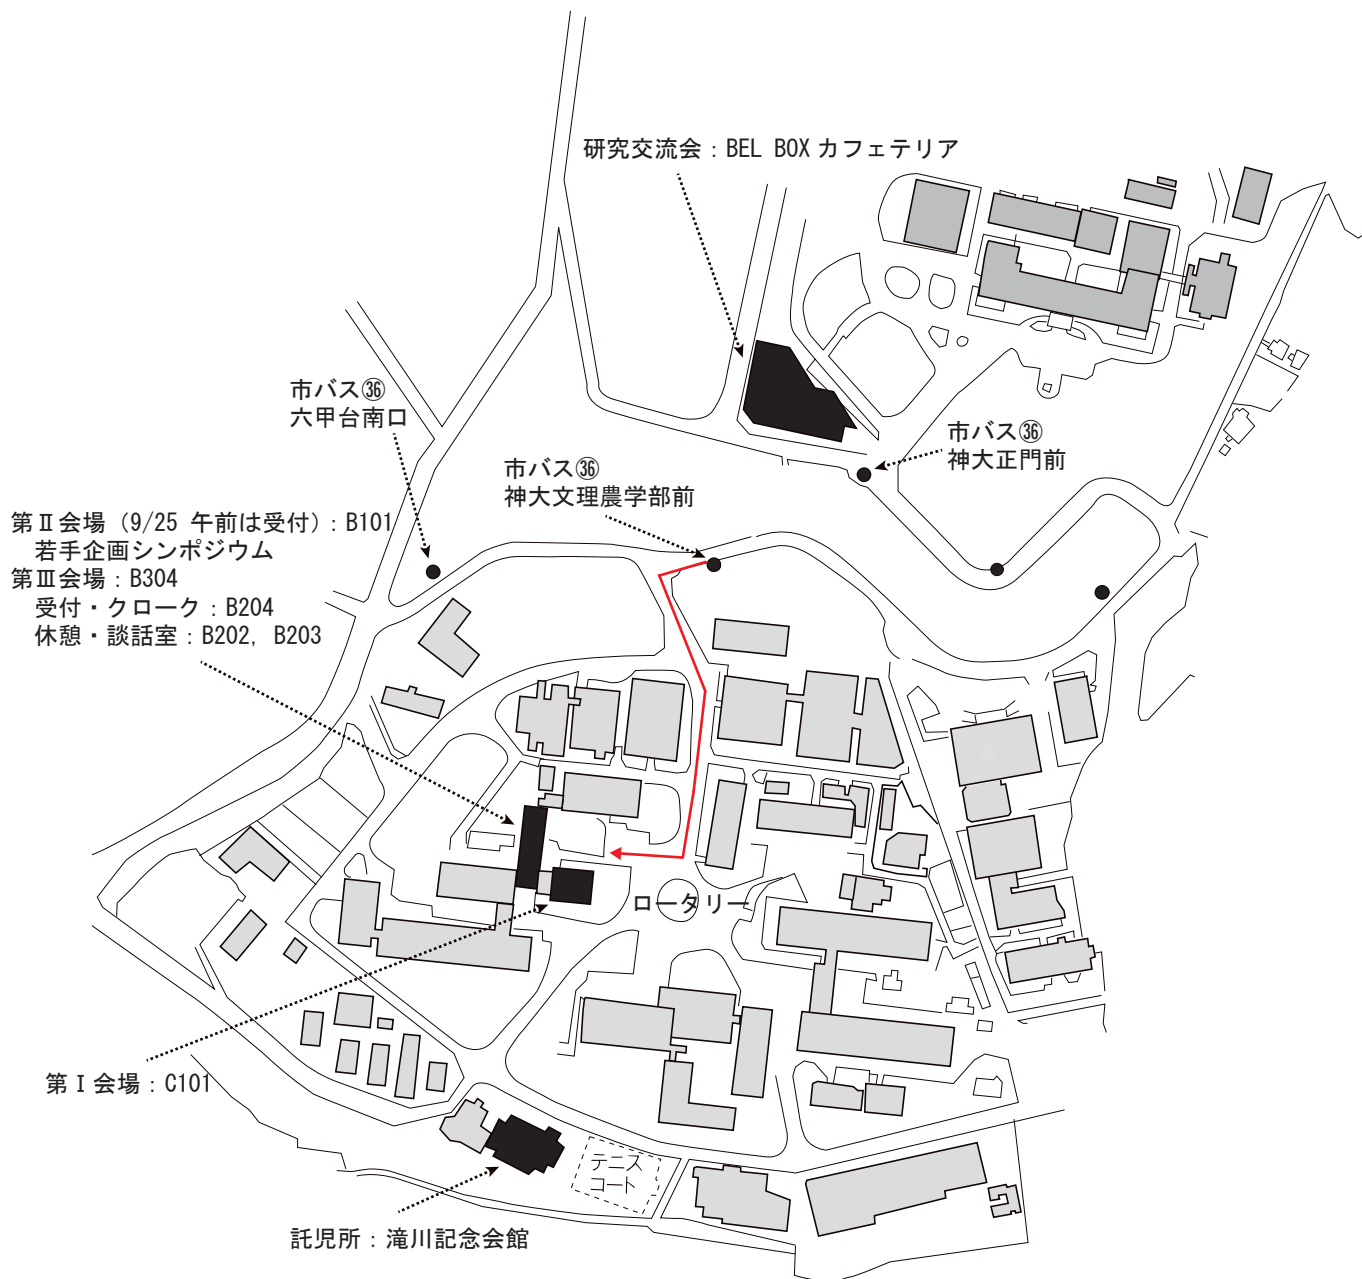 研究交流会：BEL BOX カフェテリア
市バス㊱
六甲台南口
市バス㊱
神大正門前
市バス㊱
神大文理農学部前
第Ⅱ会場（9/25 午前は受付）：B101
若手企画シンポジウム
第Ⅲ会場：B304
受付・クローク：B204
休憩・談話室：B202, B203
ロータリー
第Ⅰ会場：C101
テニス
コート
託児所：滝川記念会館